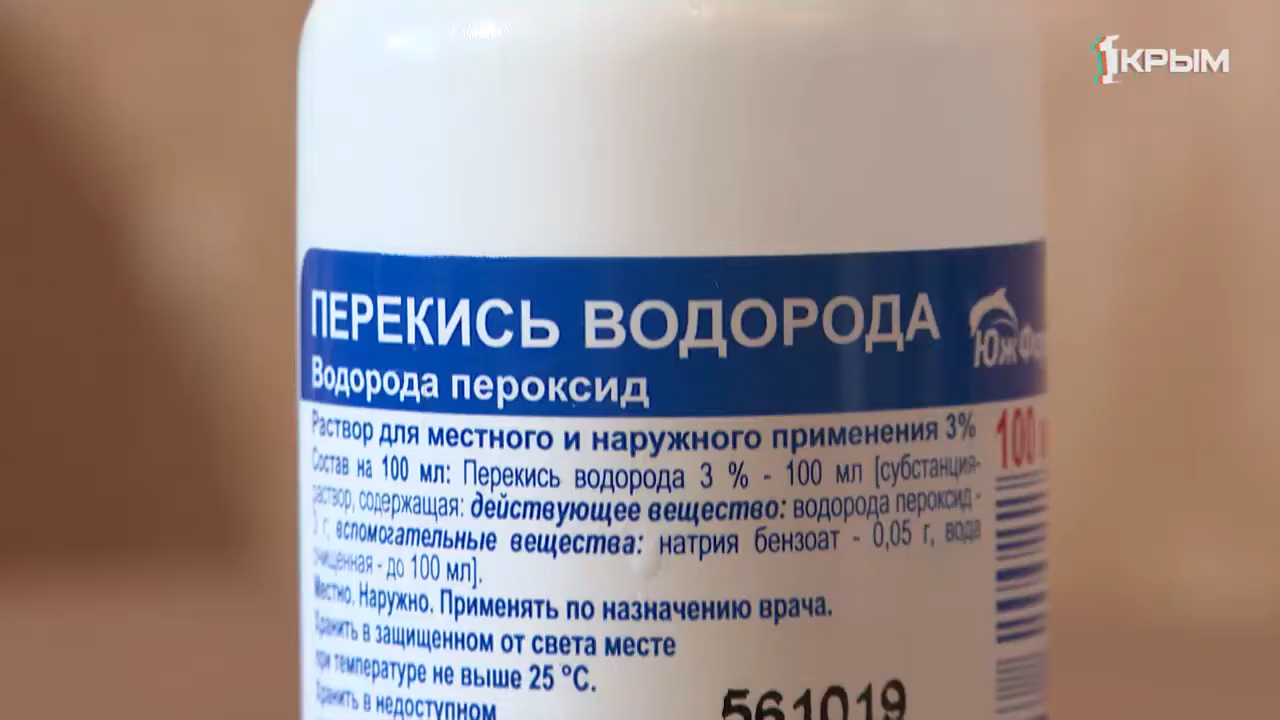 1КРЫМ
ПЕРЕКИСЬ ВОДОРОДА
ЮжФар
Водорода пероксид
Раствор для местного и наружного применения 3%
100
Состав на 100 мл: Перекись водорода 3 % - 100 мл [субстанция-
раствор, содержащая: действующее вещество: водорода пероксид -
3 г, вспомогательные вещества: натрия бензоат - 0,05 г, вода
очищенная - до 100 мл].
Местно. Наружно. Применять по назначению врача.
Хранить в защищенном от света месте
при температуре не выше 25 °С.
Хранить в недоступном
561019